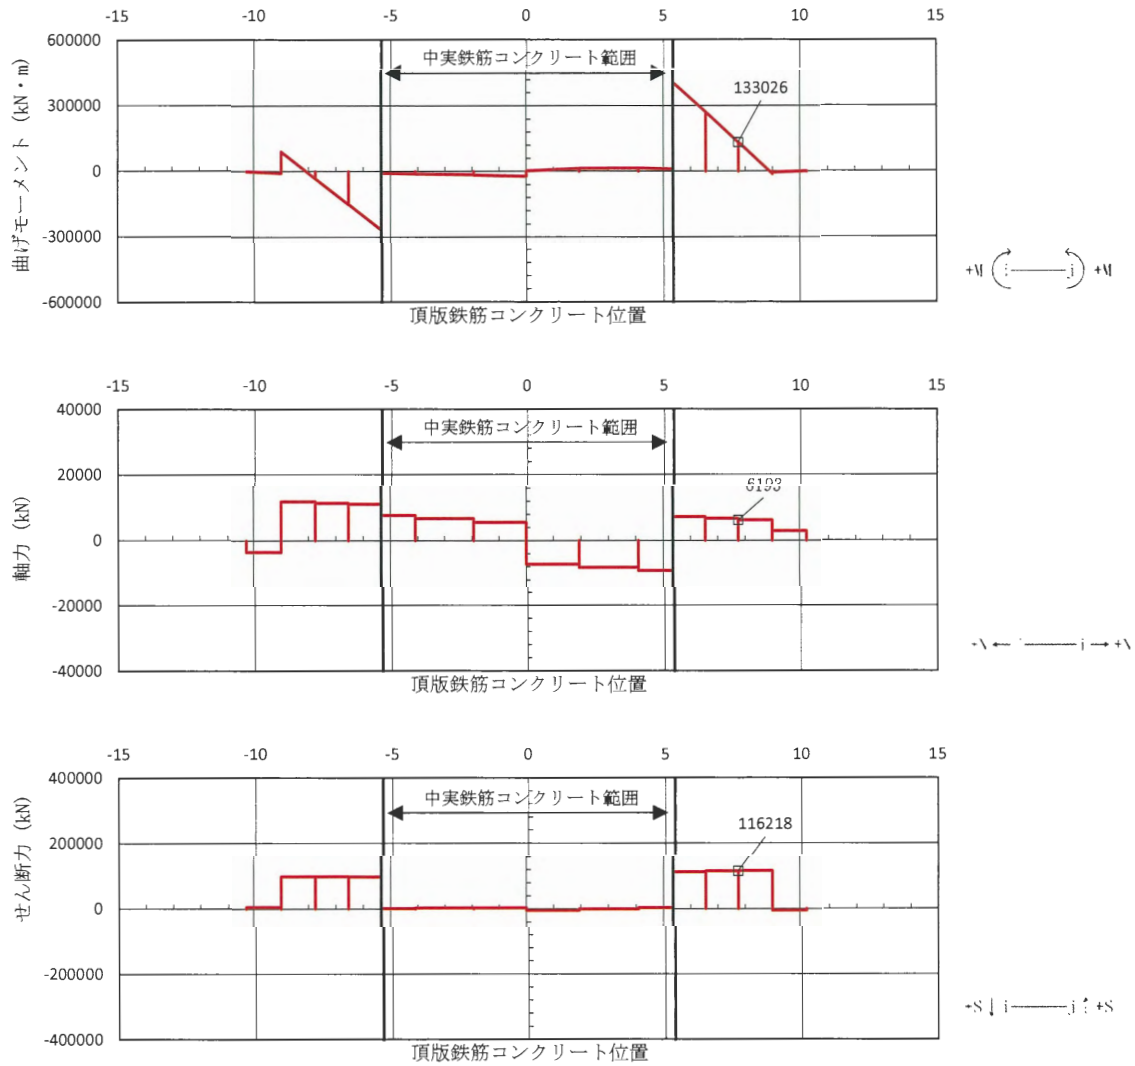 -15 -10 -5 0 5 10 15
600000
中実鉄筋コンクリート範囲
133026
300000
0
-300000
-600000
曲げモーメント (kN・m)
頂版鉄筋コンクリート位置
+M i j +M
-15 -10 -5 0 5 10 15
40000
中実鉄筋コンクリート範囲
20000
6193
0
-20000
-40000
軸力 (kN)
頂版鉄筋コンクリート位置
j
-15 -10 -5 0 5 10 15
400000
中実鉄筋コンクリート範囲
116218
200000
0
-200000
-400000
せん断力 (kN)
頂版鉄筋コンクリート位置
+S i j +S